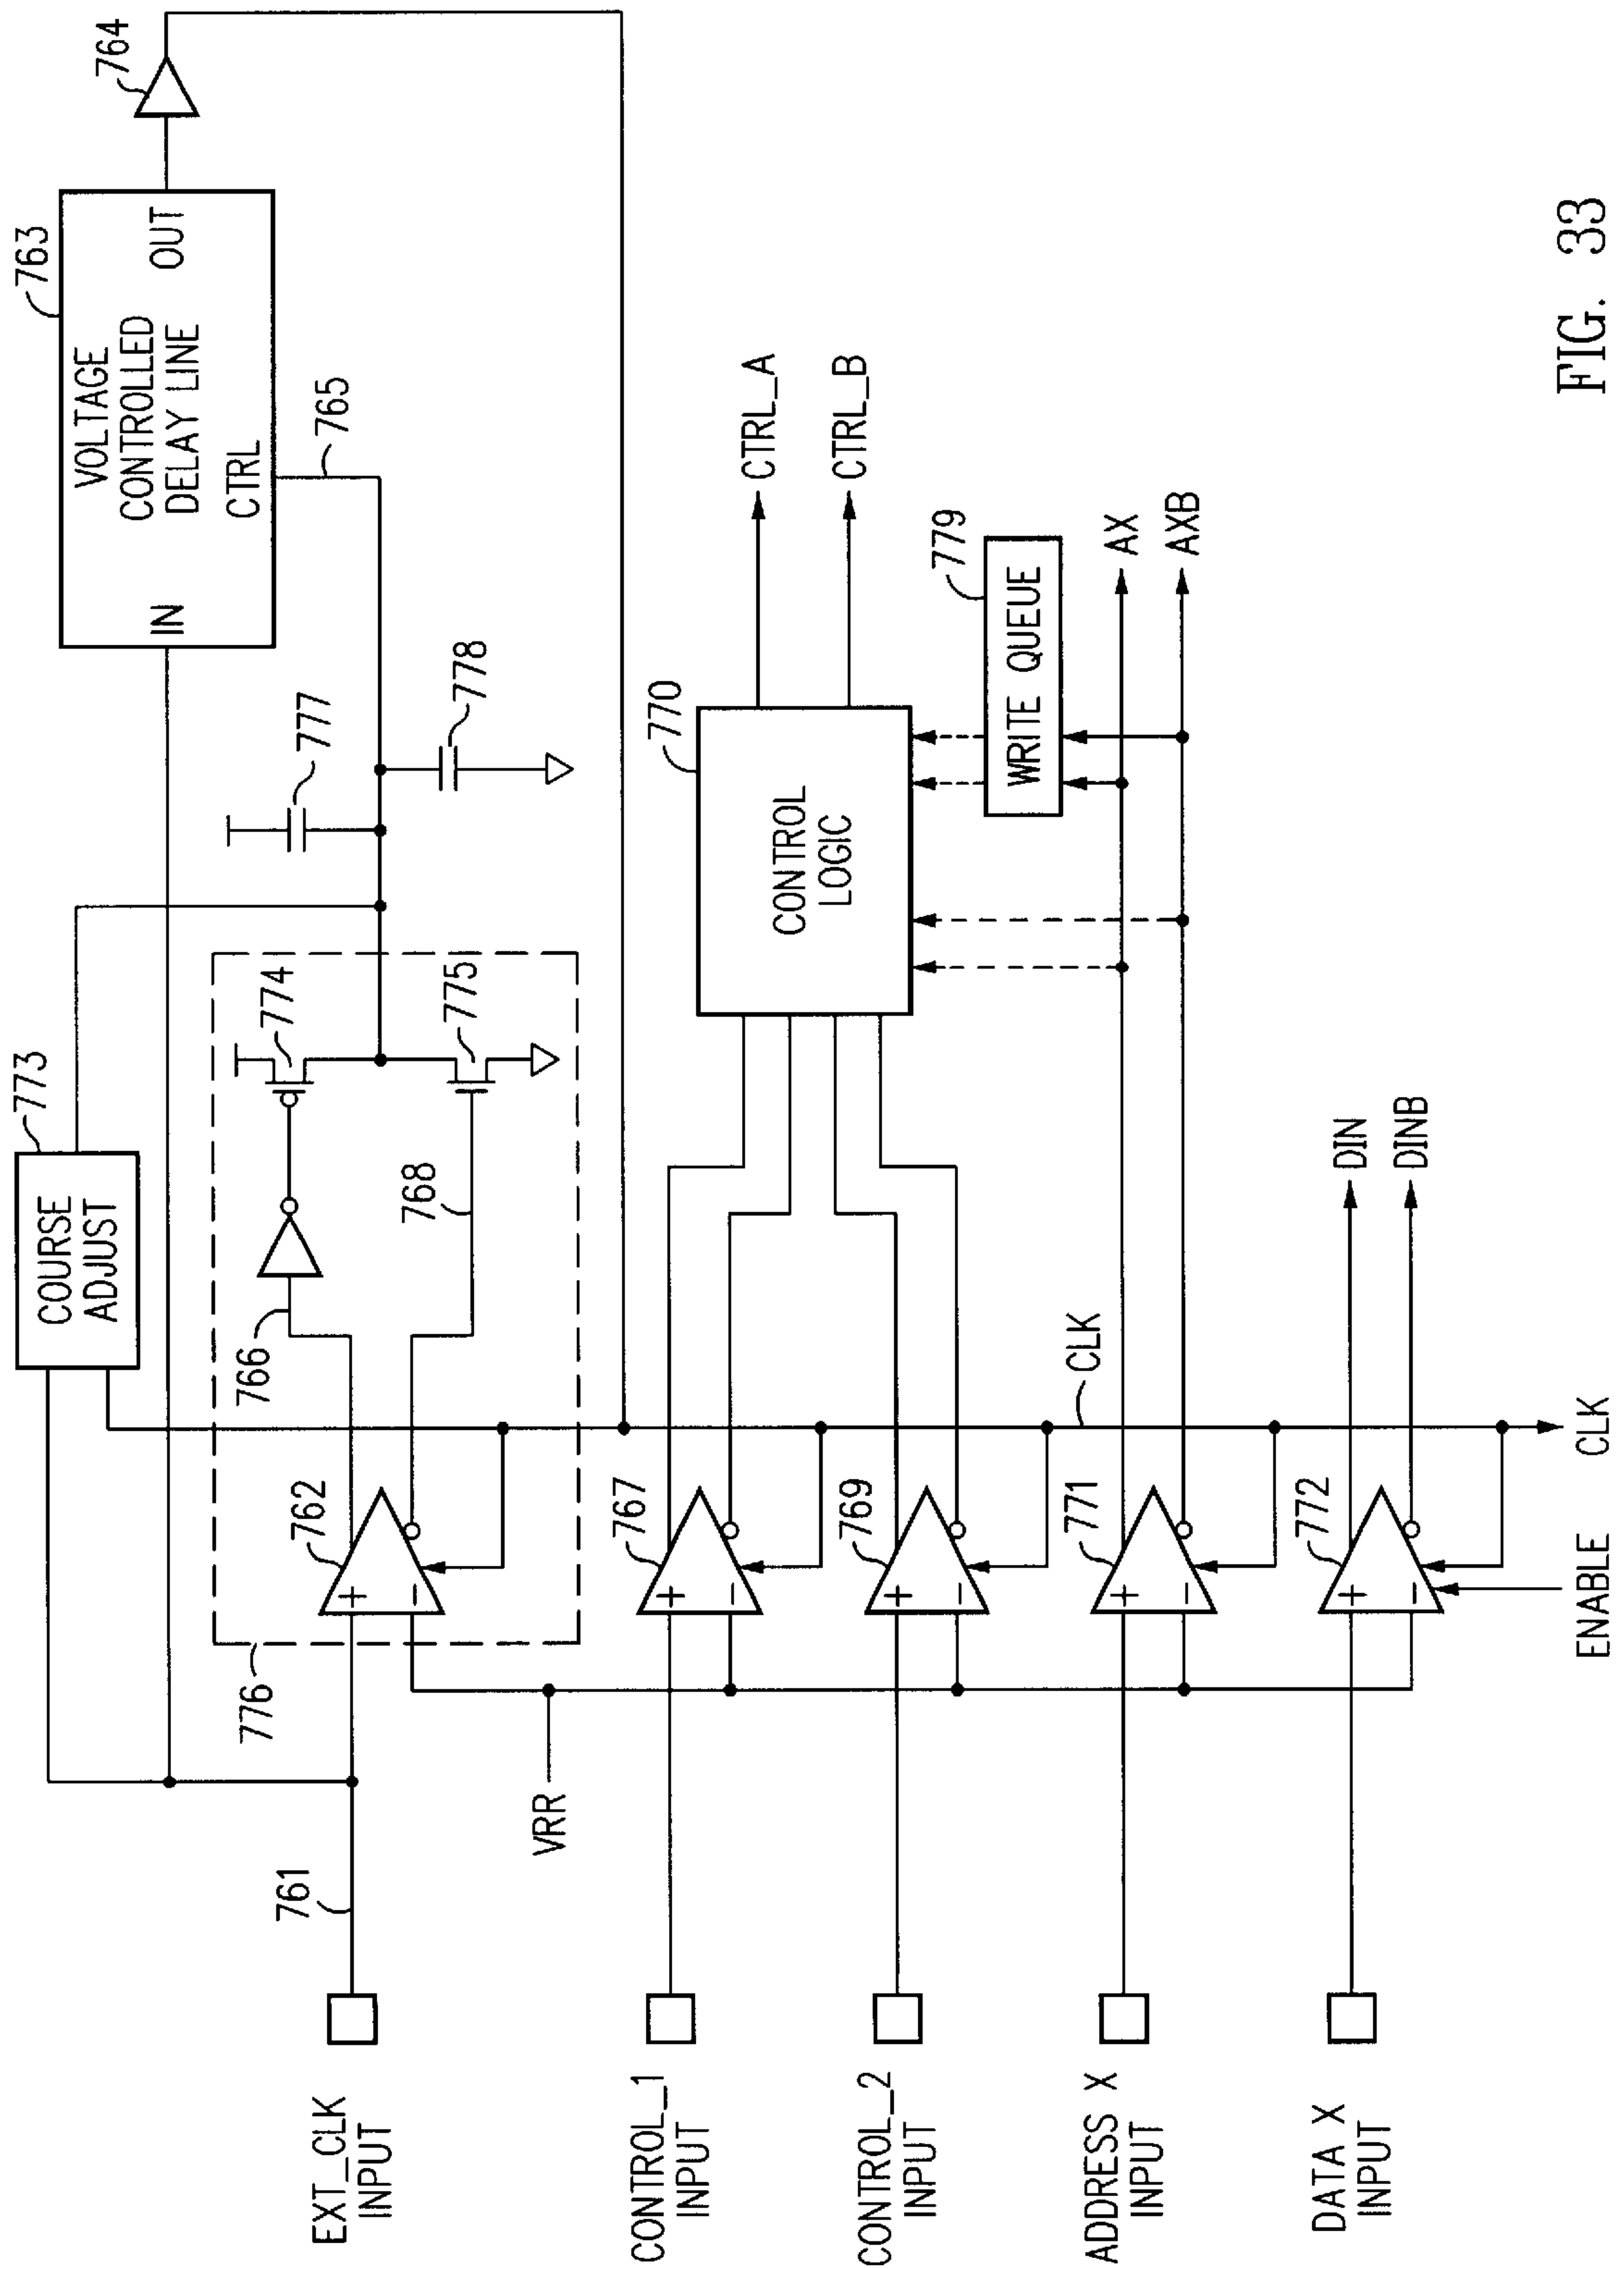 773
COURSE
ADJUST
763
VOLTAGE
CONTROLLED
DELAY LINE
IN
OUT
CTRL
764
765
777
778
776
766
774
762
+
−
768
775
761
EXT_CLK
INPUT
VRR
CONTROL_1
INPUT
767
+
−
770
CONTROL
LOGIC
CTRL_A
CTRL_B
CONTROL_2
INPUT
769
+
−
779
WRITE QUEUE
CLK
ADDRESS X
INPUT
771
+
−
AX
AXB
DATA X
INPUT
772
+
−
DIN
DINB
ENABLE
CLK
FIG. 33